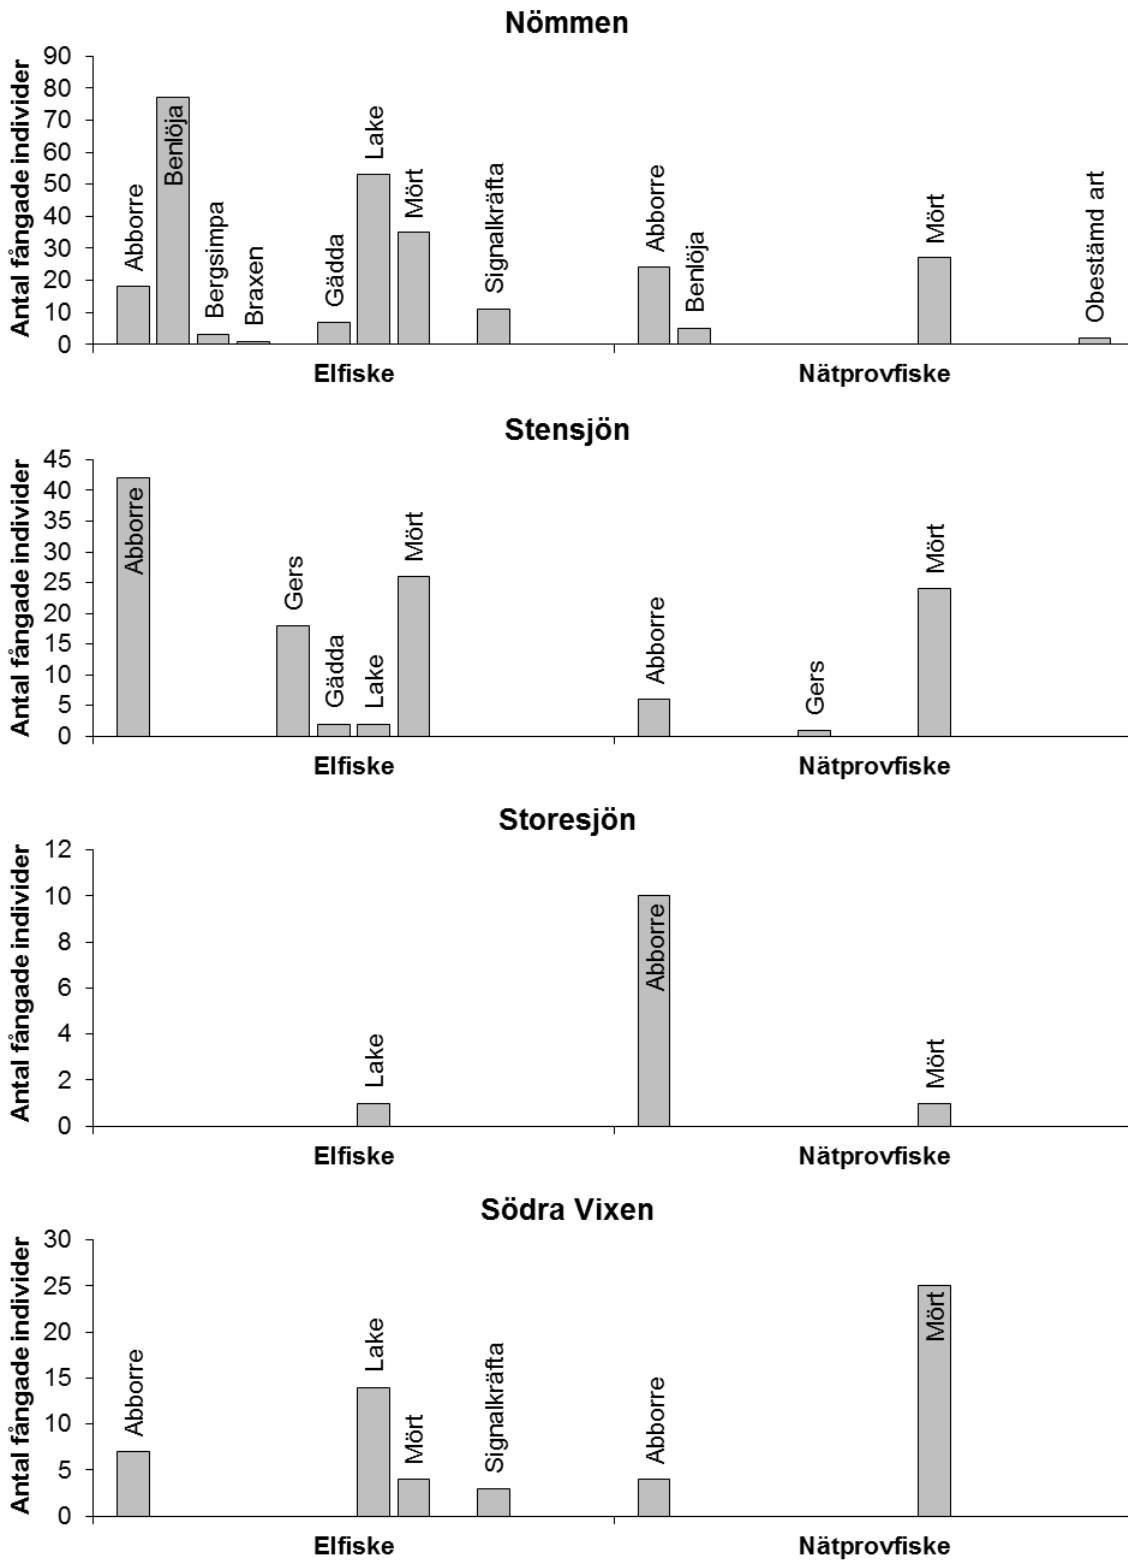 Nömmen
Antal fångade individer
90
80
70
60
50
40
30
20
10
0
Abborre
Benlöja
Bergsimpa
Braxen
Gädda
Lake
Mört
Signalkräfta
Abborre
Benlöja
Mört
Obestämd art
Elfiske
Nätprovfiske
Stensjön
Antal fångade individer
45
40
35
30
25
20
15
10
5
0
Abborre
Gers
Gädda
Lake
Mört
Abborre
Gers
Mört
Elfiske
Nätprovfiske
Storesjön
Antal fångade individer
12
10
8
6
4
2
0
Lake
Abborre
Mört
Elfiske
Nätprovfiske
Södra Vixen
Antal fångade individer
30
25
20
15
10
5
0
Abborre
Lake
Mört
Signalkräfta
Abborre
Mört
Elfiske
Nätprovfiske